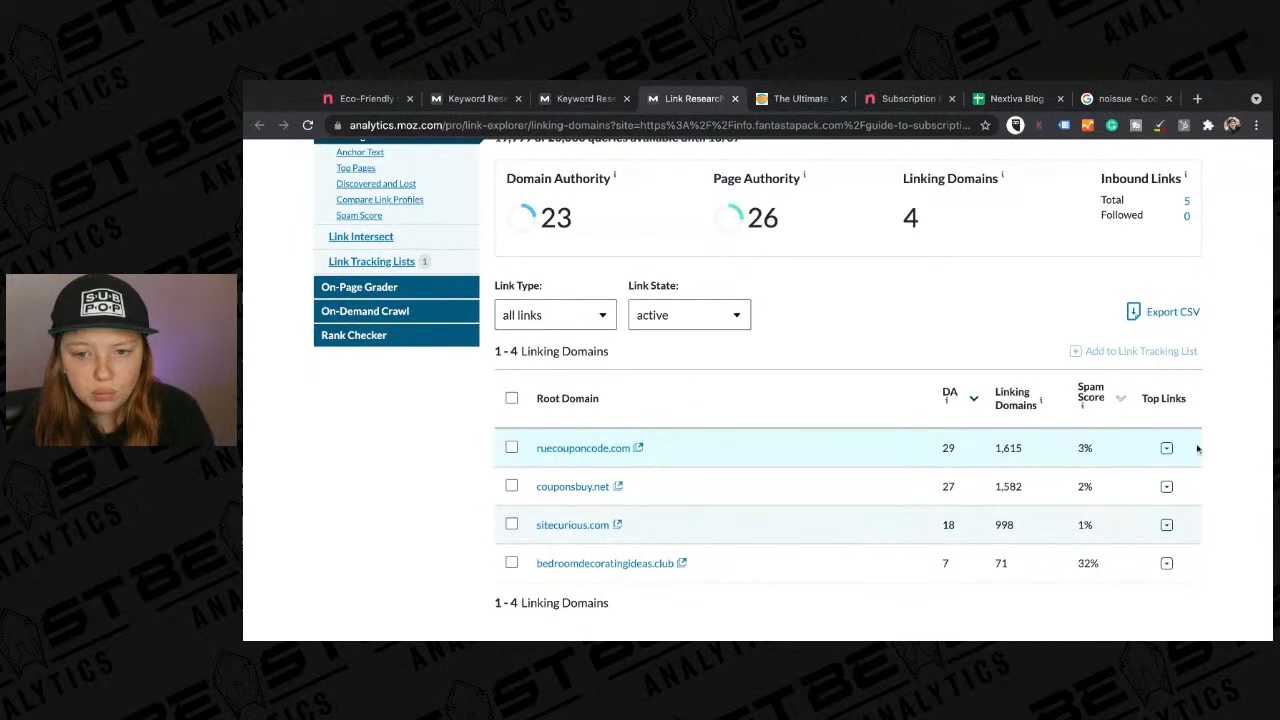 Eco-Friendly
Keyword Rese
Keyword Rese
Link Research
The Ultimate
Subscription
Nextiva Blog
noissue - Goo
analytics.moz.com/pro/link-explorer/linking-domains?site=https%3A%2F%2Finfo.fantastapack.com%2Fguide-to-subscripti...
Anchor Text
Top Pages
Discovered and Lost
Compare Link Profiles
Spam Score
Link Intersect
Link Tracking Lists 1
On-Page Grader
On-Demand Crawl
Rank Checker
Domain Authority
23
Page Authority
26
Linking Domains
4
Inbound Links
Total 5
Followed 0
Link Type:
all links
Link State:
active
Export CSV
1 - 4 Linking Domains
Add to Link Tracking List
Root Domain
DA
Linking Domains
Spam Score
Top Links
ruecouponcode.com 29 1,615 3%
couponsbuy.net 27 1,582 2%
sitecurious.com 18 998 1%
bedroomdecoratingideas.club 7 71 32%
1 - 4 Linking Domains
SUB
POP
ANALYTICS